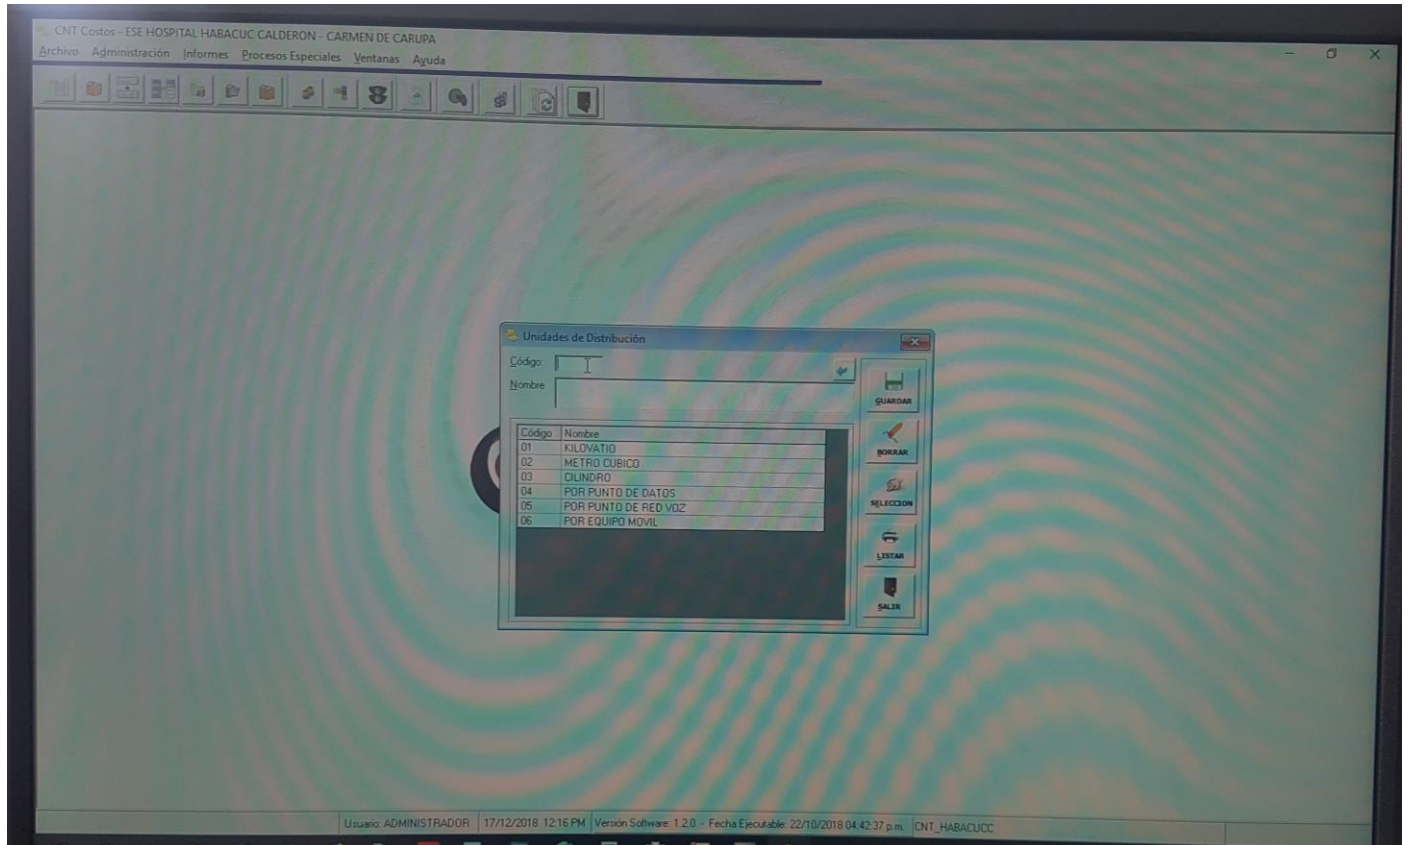 CNT Costos - ESE HOSPITAL HABACUC CALDERON - CARMEN DE CARUPA
Archivo Administración Informes Procesos Especiales Ventanas Ayuda
Unidades de Distribución
Código:
Nombre
GUARDAR
BORRAR
SELECCION
LISTAR
SALIR
Código Nombre
01 KILOVATIO
02 METRO CUBICO
03 CILINDRO
04 POR PUNTO DE DATOS
05 POR PUNTO DE RED VOZ
06 POR EQUIPO MOVIL
Usuario: ADMINISTRADOR 17/12/2018 12:16 PM Versión Software: 1.2.0 - Fecha Ejecutable: 22/10/2018 04:42:37 p.m. CNT_HABACUCC